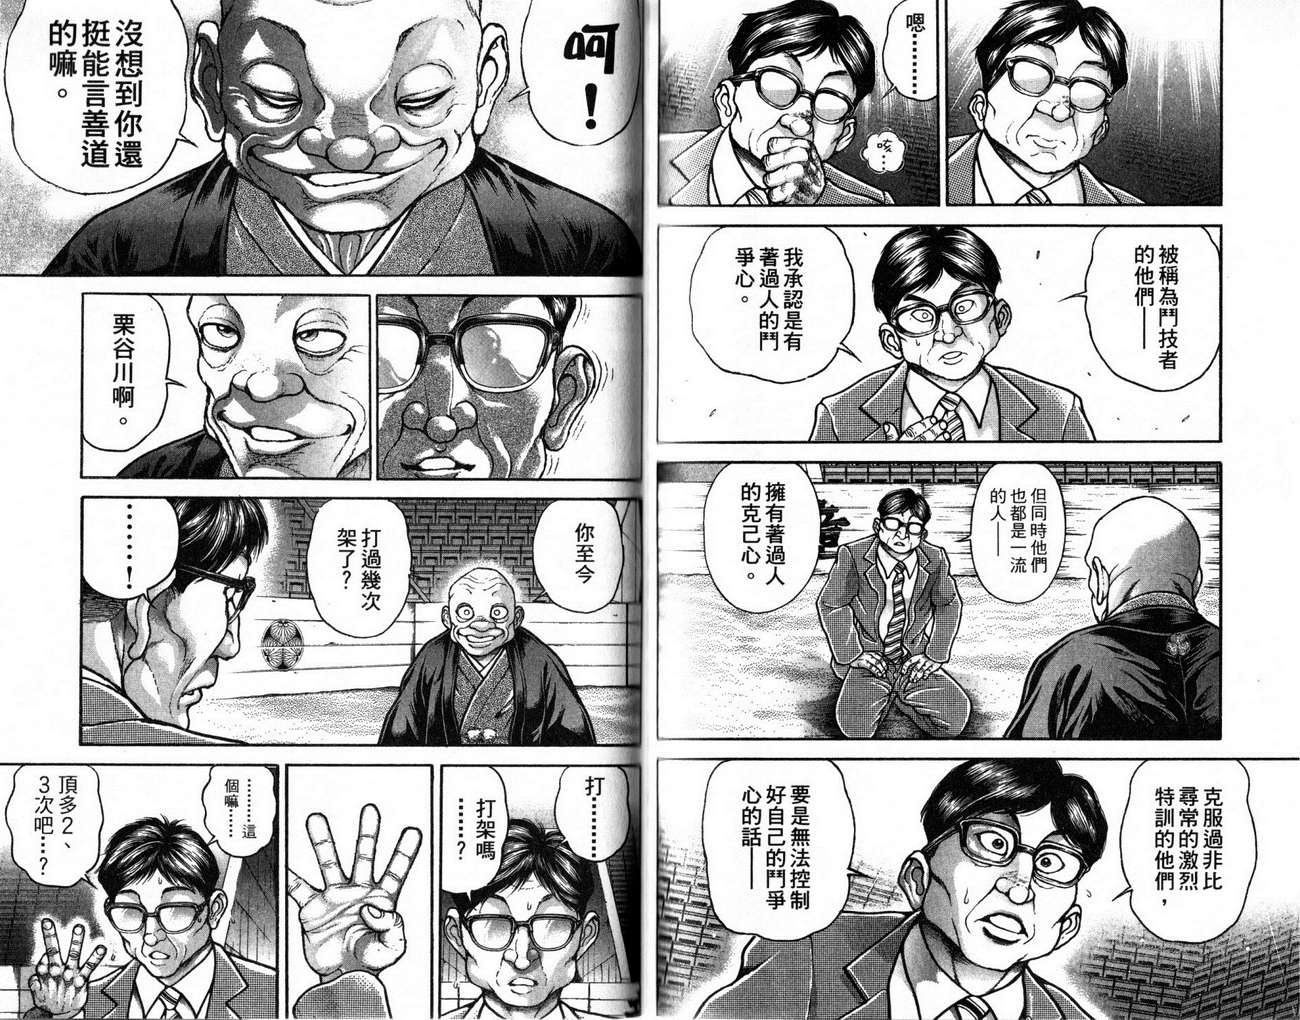 嗯………
咳…
被稱為鬥技者
的他們——
我承認是有
著過人的鬥
爭心。
但同時他們
也都是一流
的人——
擁有著過人
的克己心。
克服過非比
尋常的激烈
特訓的他們，
要是無法控制
好自己的鬥爭
心的話——
呵！
沒想到你還
挺能言善道
的嘛。
栗谷川啊。
你至今
打過幾次
架了？
………！
打………
打架嗎
………？
………這
個嘛……
頂多2、
3次吧…？